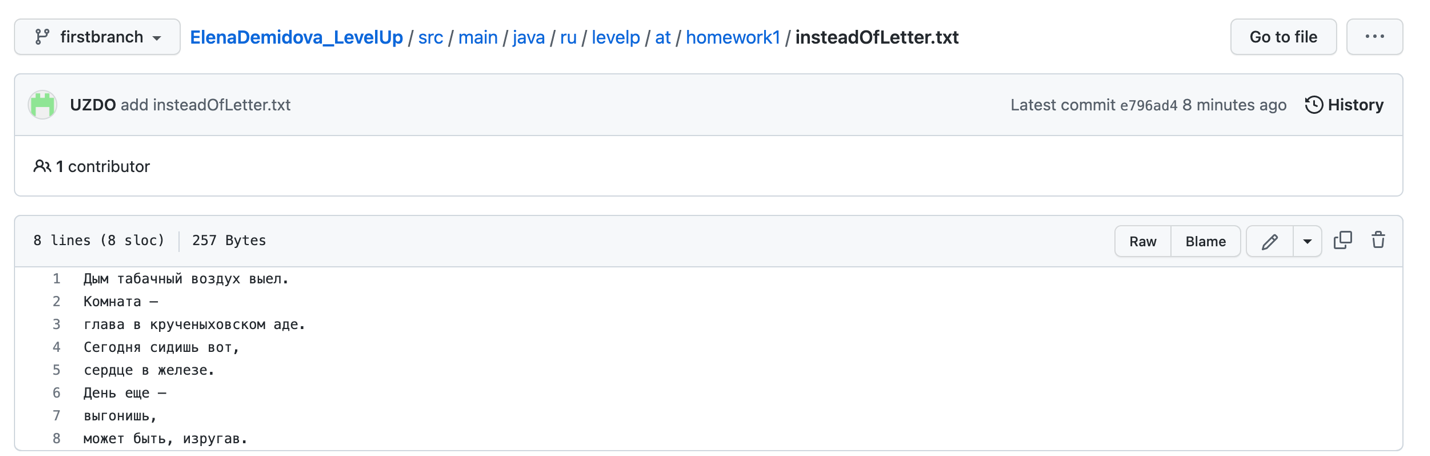 firstbranch ElenaDemidova_LevelUp / src / main / java / ru / levelp / at / homework1 / insteadOfLetter.txt Go to file ...
UZDO add insteadOfLetter.txt Latest commit e796ad4 8 minutes ago History
1 contributor
8 lines (8 sloc) 257 Bytes Raw Blame
1 Дым табачный воздух выел.
2 Комната —
3 глава в крученыховском аде.
4 Сегодня сидишь вот,
5 сердце в железе.
6 День еще —
7 выгонишь,
8 может быть, изругав.